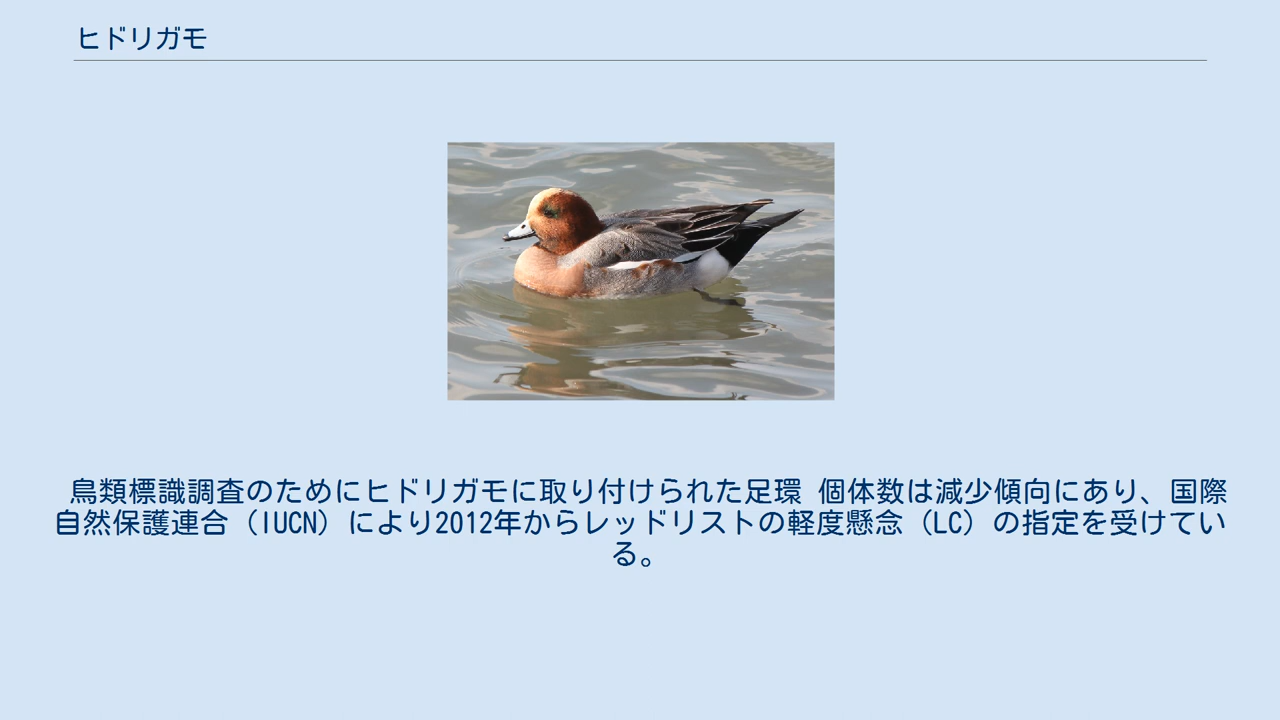 ヒドリガモ
鳥類標識調査のためにヒドリガモに取り付けられた足環 個体数は減少傾向にあり、国際
自然保護連合（IUCN）により2012年からレッドリストの軽度懸念（LC）の指定を受けてい
る。